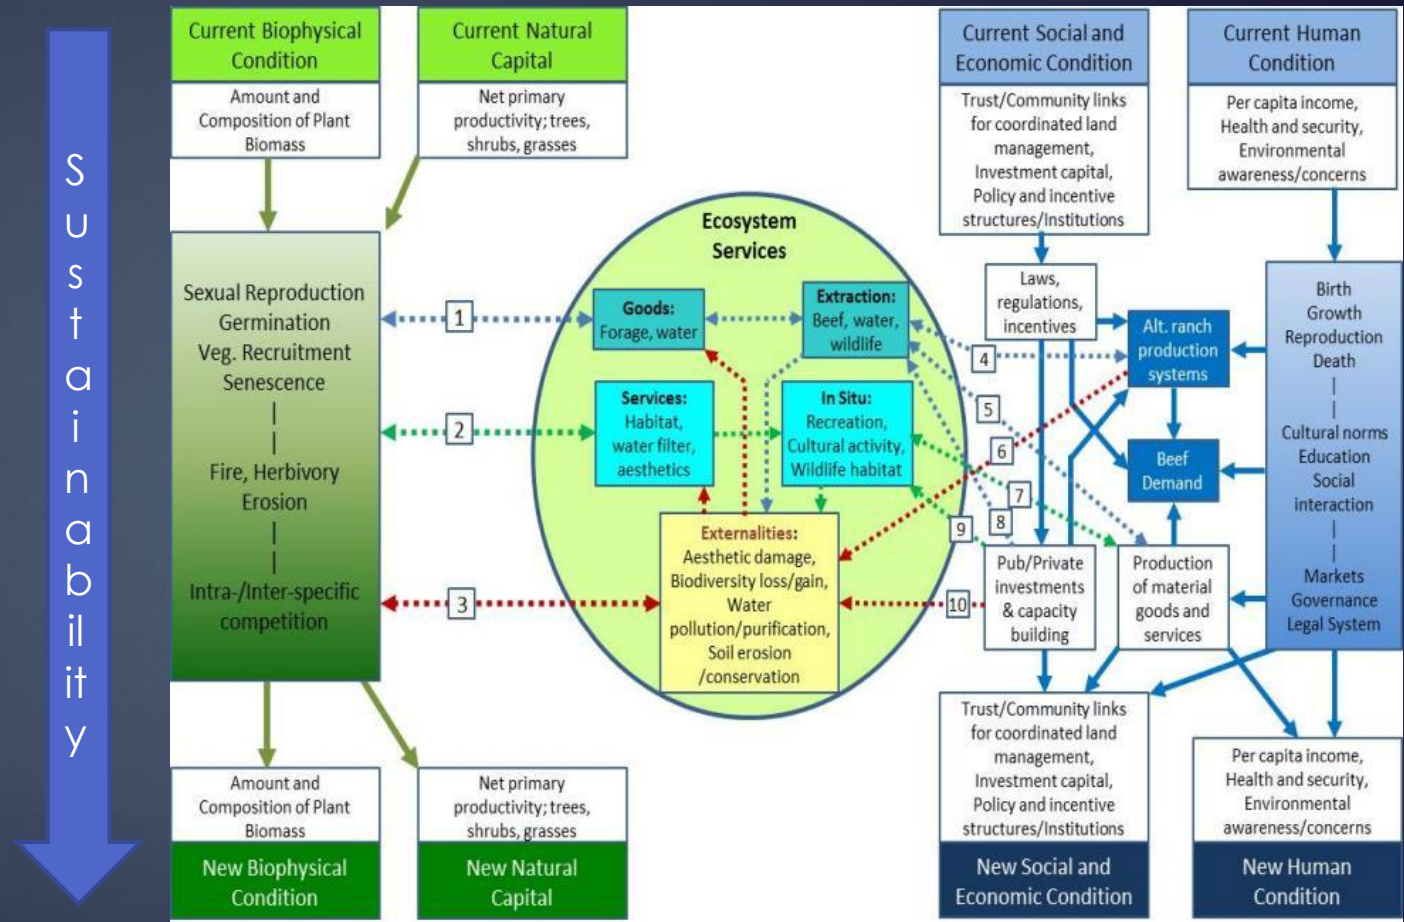 Sustainability
Current Biophysical
Condition
Amount and
Composition of Plant
Biomass
Current Natural
Capital
Net primary
productivity; trees,
shrubs, grasses
Current Social and
Economic Condition
Trust/Community links
for coordinated land
management,
Investment capital,
Policy and incentive
structures/Institutions
Current Human
Condition
Per capita income,
Health and security,
Environmental
awareness/concerns
Sexual Reproduction
Germination
Veg. Recruitment
Senescence
|
|
Fire, Herbivory
Erosion
|
|
Intra-/Inter-specific
competition
1
2
3
Ecosystem
Services
Goods:
Forage, water
Extraction:
Beef, water,
wildlife
Services:
Habitat,
water filter,
aesthetics
In Situ:
Recreation,
Cultural activity,
Wildlife habitat
Externalities:
Aesthetic damage,
Biodiversity loss/gain,
Water
pollution/purification,
Soil erosion
/conservation
4
5
6
7
8
9
10
Laws,
regulations,
incentives
Alt. ranch
production
systems
Beef
Demand
Pub/Private
investments
& capacity
building
Production
of material
goods and
services
Birth
Growth
Reproduction
Death
|
|
Cultural norms
Education
Social
interaction
|
|
Markets
Governance
Legal System
Amount and
Composition of Plant
Biomass
New Biophysical
Condition
Net primary
productivity; trees,
shrubs, grasses
New Natural
Capital
Trust/Community links
for coordinated land
management,
Investment capital,
Policy and incentive
structures/Institutions
New Social and
Economic Condition
Per capita income,
Health and security,
Environmental
awareness/concerns
New Human
Condition